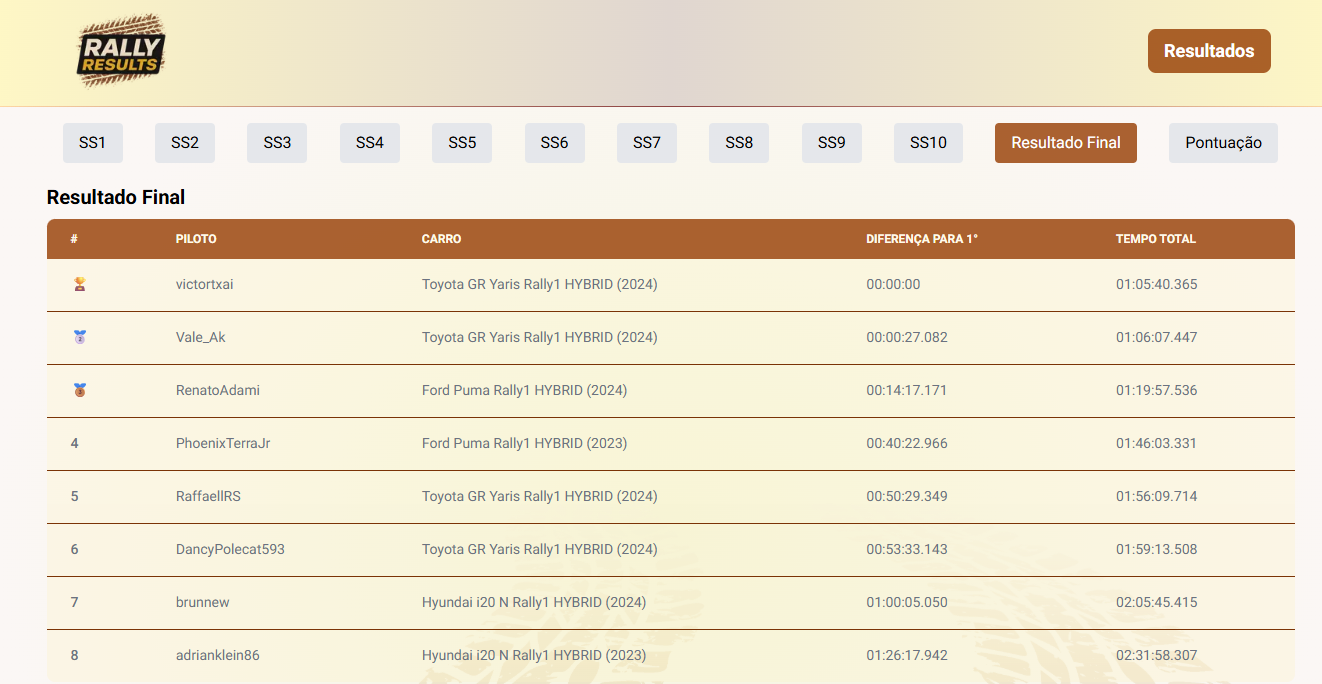 RALLY
RESULTS
Resultados
SS1 SS2 SS3 SS4 SS5 SS6 SS7 SS8 SS9 SS10 Resultado Final Pontuação
Resultado Final
# PILOTO CARRO DIFERENÇA PARA 1° TEMPO TOTAL
victortxai Toyota GR Yaris Rally1 HYBRID (2024) 00:00:00 01:05:40.365
2 Vale_Ak Toyota GR Yaris Rally1 HYBRID (2024) 00:00:27.082 01:06:07.447
3 RenatoAdami Ford Puma Rally1 HYBRID (2024) 00:14:17.171 01:19:57.536
4 PhoenixTerraJr Ford Puma Rally1 HYBRID (2023) 00:40:22.966 01:46:03.331
5 RaffaellRS Toyota GR Yaris Rally1 HYBRID (2024) 00:50:29.349 01:56:09.714
6 DancyPolecat593 Toyota GR Yaris Rally1 HYBRID (2024) 00:53:33.143 01:59:13.508
7 brunnew Hyundai i20 N Rally1 HYBRID (2024) 01:00:05.050 02:05:45.415
8 adrianklein86 Hyundai i20 N Rally1 HYBRID (2023) 01:26:17.942 02:31:58.307